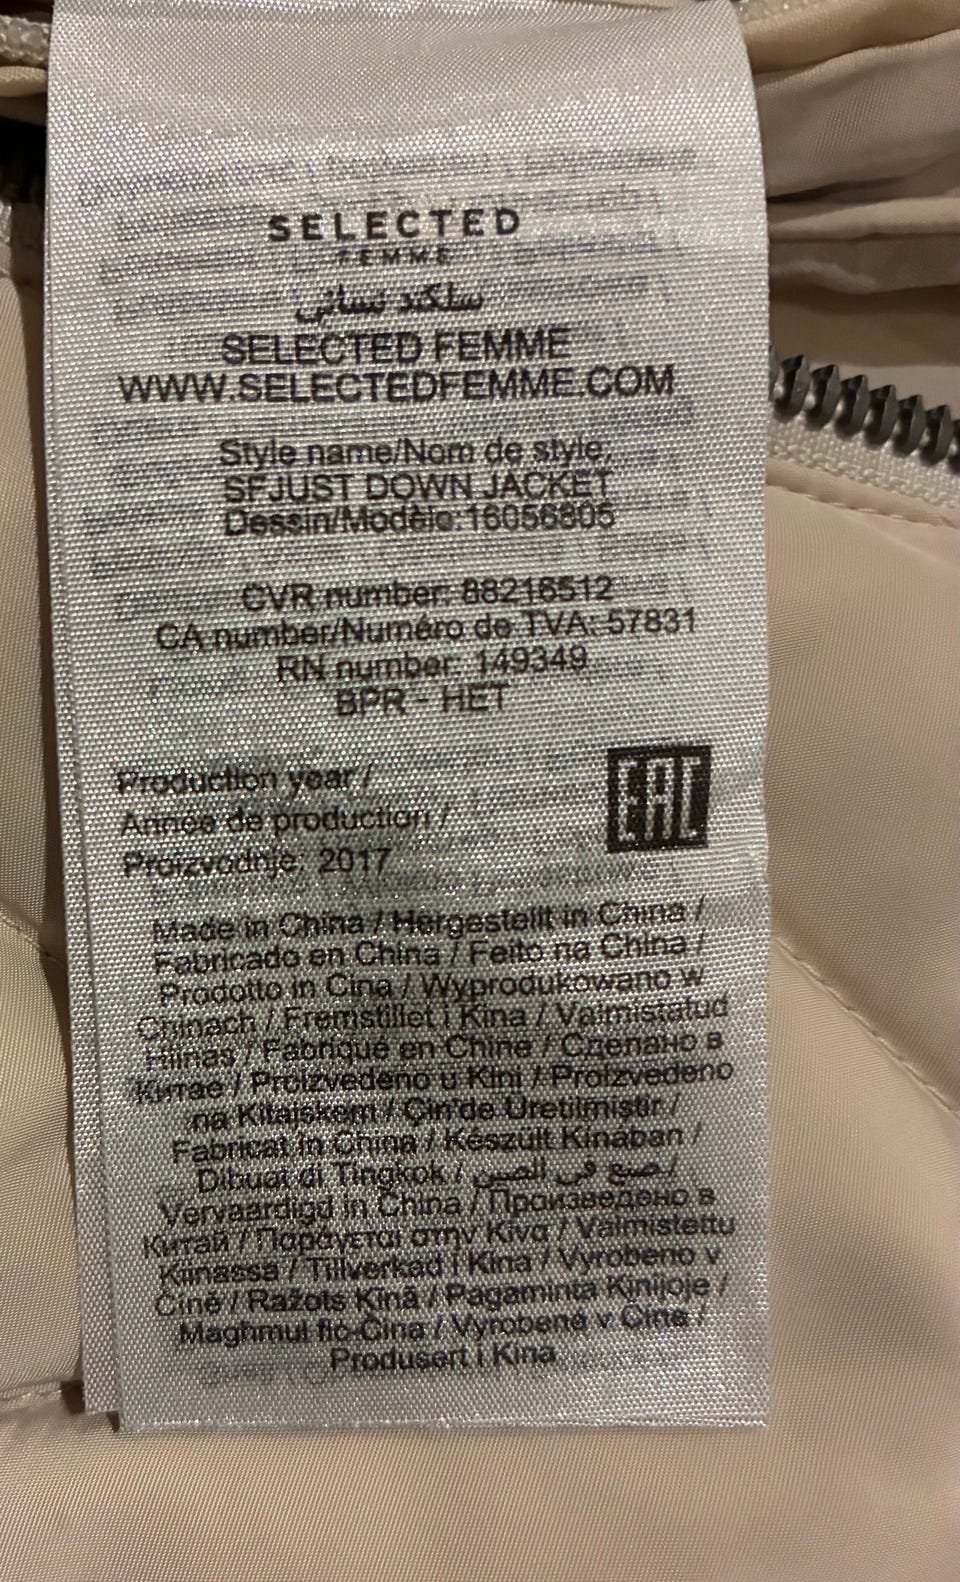 SELECTED
FEMME
سلكتد نسائي
SELECTED FEMME
WWW.SELECTEDFEMME.COM
Style name/Nom de style:
SFJUST DOWN JACKET
Dessin/Modèle:16056805
CVR number: 88216512
CA number/Numéro de TVA: 57831
RN number: 149349
BPR - HET
Production year /
Année de production /
Proizvodnje: 2017
EAC
Made in China / Hergestellt in China /
Fabricado en China / Feito na China /
Prodotto in Cina / Wyprodukowano w
Chinach / Fremstillet i Kina / Valmistatud
Hiinas / Fabriqué en Chine / Сделано в
Китае / Proizvedeno u Kini / Proizvedeno
na Kitajskem / Çin'de Üretilmiştir /
Fabricat în China / Készült Kínában /
Dibuat di Tingkok / صنع في الصين /
Vervaardigd in China / Произведено в
Китай / Παράγεται στην Κίνα / Valmistettu
Kiinassa / Tillverkad i Kina / Vyrobeno v
Číně / Ražots Ķīnā / Pagaminta Kinijoje /
Maghmul fic-Ċina / Vyrobené v Číne /
Produsert i Kina